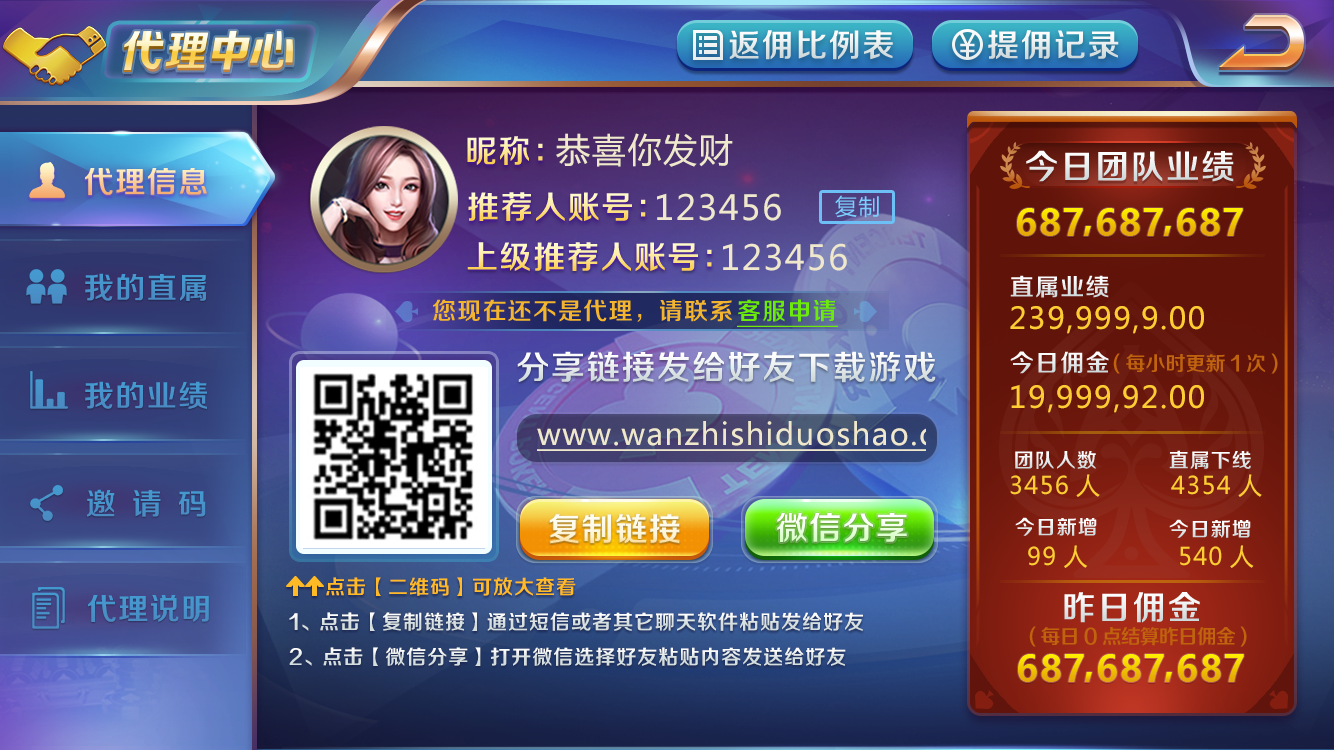 代理中心
返佣比例表
提佣记录
代理信息
我的直属
我的业绩
邀请码
代理说明
昵称：恭喜你发财
推荐人账号：123456
复制
上级推荐人账号：123456
您现在还不是代理，请联系客服申请
分享链接发给好友下载游戏
www.wanzhishiduoshao.c
复制链接
微信分享
点击【二维码】可放大查看
1、点击【复制链接】通过短信或者其它聊天软件粘贴发给好友
2、点击【微信分享】打开微信选择好友粘贴内容发送给好友
今日团队业绩
687,687,687
直属业绩
239,999,9.00
今日佣金（每小时更新1次）
19,999,92.00
团队人数
3456 人
直属下线
4354 人
今日新增
99 人
今日新增
540 人
昨日佣金
（每日0点结算昨日佣金）
687,687,687